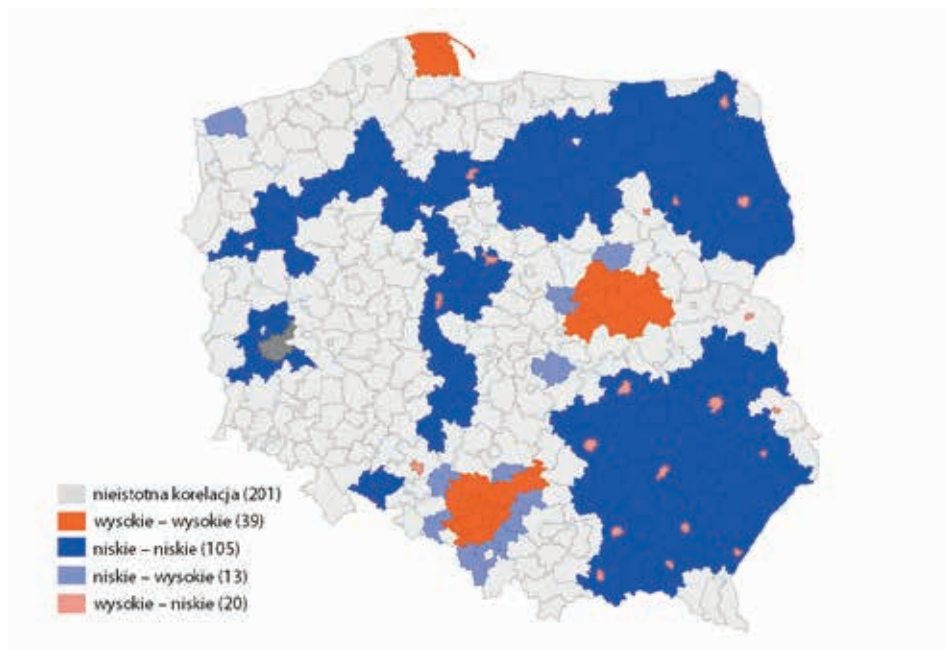 nieistotna korelacja (201)
wysokie – wysokie (39)
niskie – niskie (105)
niskie – wysokie (13)
wysokie – niskie (20)